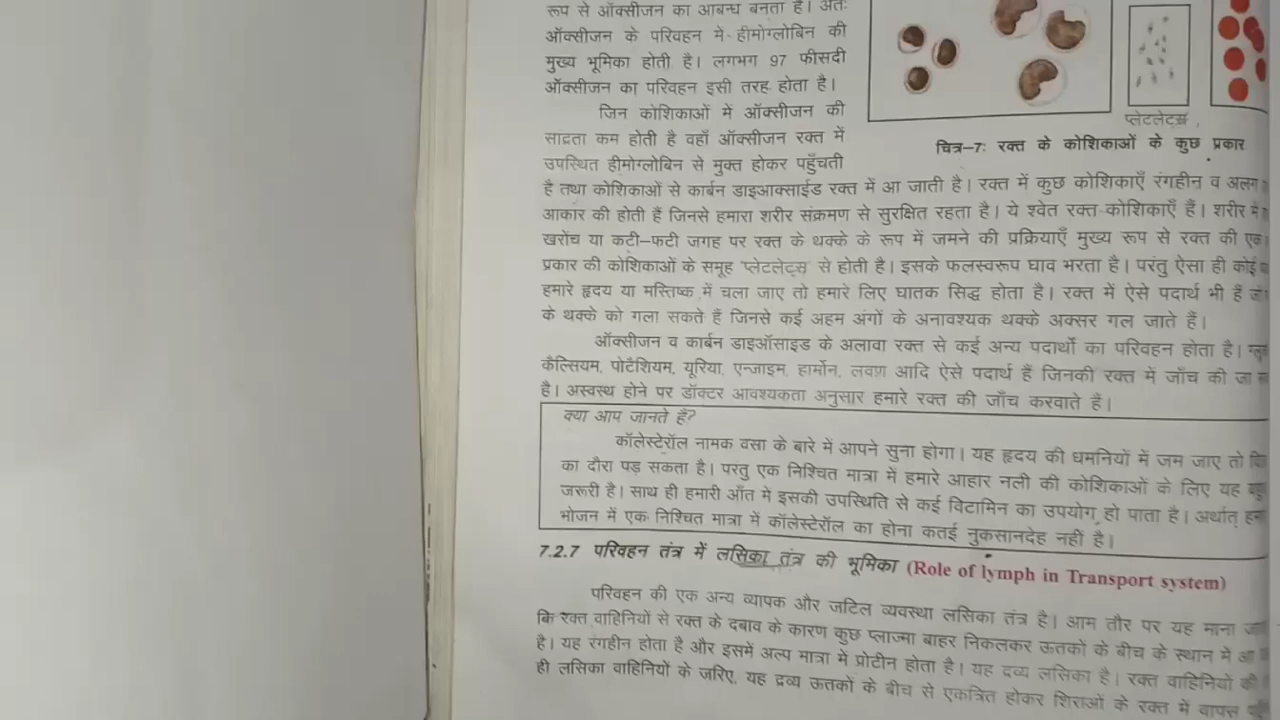 रूप से ऑक्सीजन का आबन्ध बनता है। अतः
ऑक्सीजन के परिवहन में हीमोग्लोबिन की
मुख्य भूमिका होती है। लगभग 97 फीसदी
ऑक्सीजन का परिवहन इसी तरह होता है।
जिन कोशिकाओं में ऑक्सीजन की
सांद्रता कम होती है वहाँ ऑक्सीजन रक्त में
उपस्थित हीमोग्लोबिन से मुक्त होकर पहुँचती
प्लेटलेट्स
चित्र-7: रक्त के कोशिकाओं के कुछ प्रकार
है तथा कोशिकाओं से कार्बन डाइआक्साईड रक्त में आ जाती है। रक्त में कुछ कोशिकाएँ रंगहीन व अलग
आकार की होती हैं जिनसे हमारा शरीर संक्रमण से सुरक्षित रहता है। ये श्वेत रक्त कोशिकाएँ हैं। शरीर में
खरोंच या कटी-फटी जगह पर रक्त के थक्के के रूप में जमने की प्रक्रियाएँ मुख्य रूप से रक्त की एक
प्रकार की कोशिकाओं के समूह 'प्लेटलेट्स' से होती है। इसके फलस्वरूप घाव भरता है। परंतु ऐसा ही कोई
हमारे हृदय या मस्तिष्क में चला जाए तो हमारे लिए घातक सिद्ध होता है। रक्त में ऐसे पदार्थ भी हैं
के थक्के को गला सकते हैं जिनसे कई अहम अंगों के अनावश्यक थक्के अक्सर गल जाते हैं।
ऑक्सीजन व कार्बन डाइऑसाइड के अलावा रक्त से कई अन्य पदार्थो का परिवहन होता है।
कैल्सियम, पोटैशियम, यूरिया, एन्जाइम, हार्मोन, लवण आदि ऐसे पदार्थ हैं जिनकी रक्त में जाँच की जा
है। अस्वस्थ होने पर डॉक्टर आवश्यकता अनुसार हमारे रक्त की जाँच करवाते हैं।
क्या आप जानते हैं?
कॉलेस्टेरॉल नामक वसा के बारे में आपने सुना होगा। यह हृदय की धमनियों में जम जाए तो
का दौरा पड़ सकता है। परंतु एक निश्चित मात्रा में हमारे आहार नली की कोशिकाओं के लिए यह
जरूरी है। साथ ही हमारी आँत में इसकी उपस्थिति से कई विटामिन का उपयोग हो पाता है। अर्थात्
भोजन में एक निश्चित मात्रा में कॉलेस्टेरॉल का होना कतई नुकसानदेह नहीं है।
7.2.7 परिवहन तंत्र में लसिका तंत्र की भूमिका (Role of lymph in Transport system)
परिवहन की एक अन्य व्यापक और जटिल व्यवस्था लसिका तंत्र है। आम तौर पर यह माना
कि रक्त वाहिनियों से रक्त के दबाव के कारण कुछ प्लाज्मा बाहर निकलकर ऊतकों के बीच के स्थान में आ
है। यह रंगहीन होता है और इसमें अल्प मात्रा में प्रोटीन होता है। यह द्रव्य लसिका है। रक्त वाहिनियों की
ही लसिका वाहिनियों के जरिए, यह द्रव्य ऊतकों के बीच से एकत्रित होकर शिराओं के रक्त में वापस